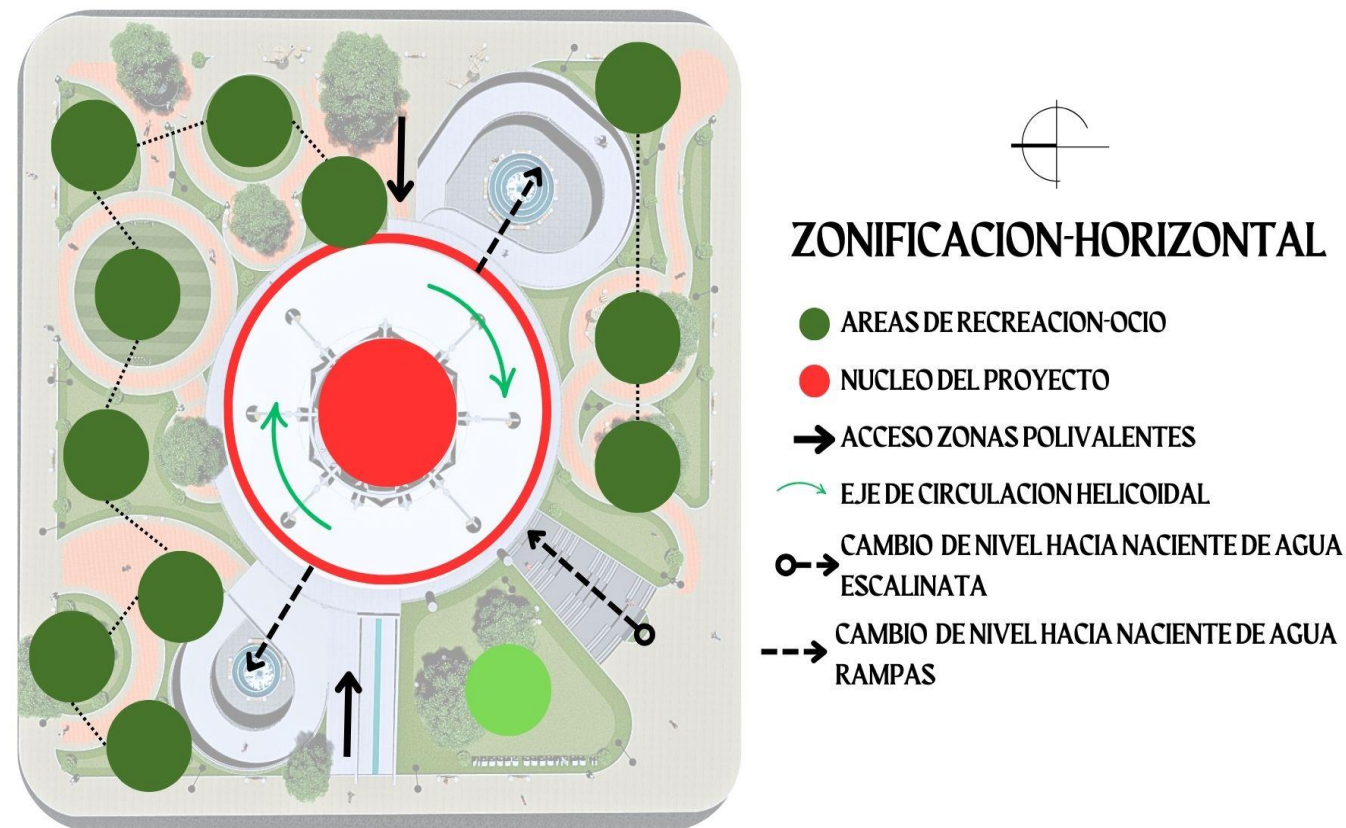 ZONIFICACION-HORIZONTAL
AREAS DE RECREACION-OCIO
NUCLEO DEL PROYECTO
ACCESO ZONAS POLIVALENTES
EJE DE CIRCULACION HELICOIDAL
CAMBIO DE NIVEL HACIA NACIENTE DE AGUA
ESCALINATA
CAMBIO DE NIVEL HACIA NACIENTE DE AGUA
RAMPAS